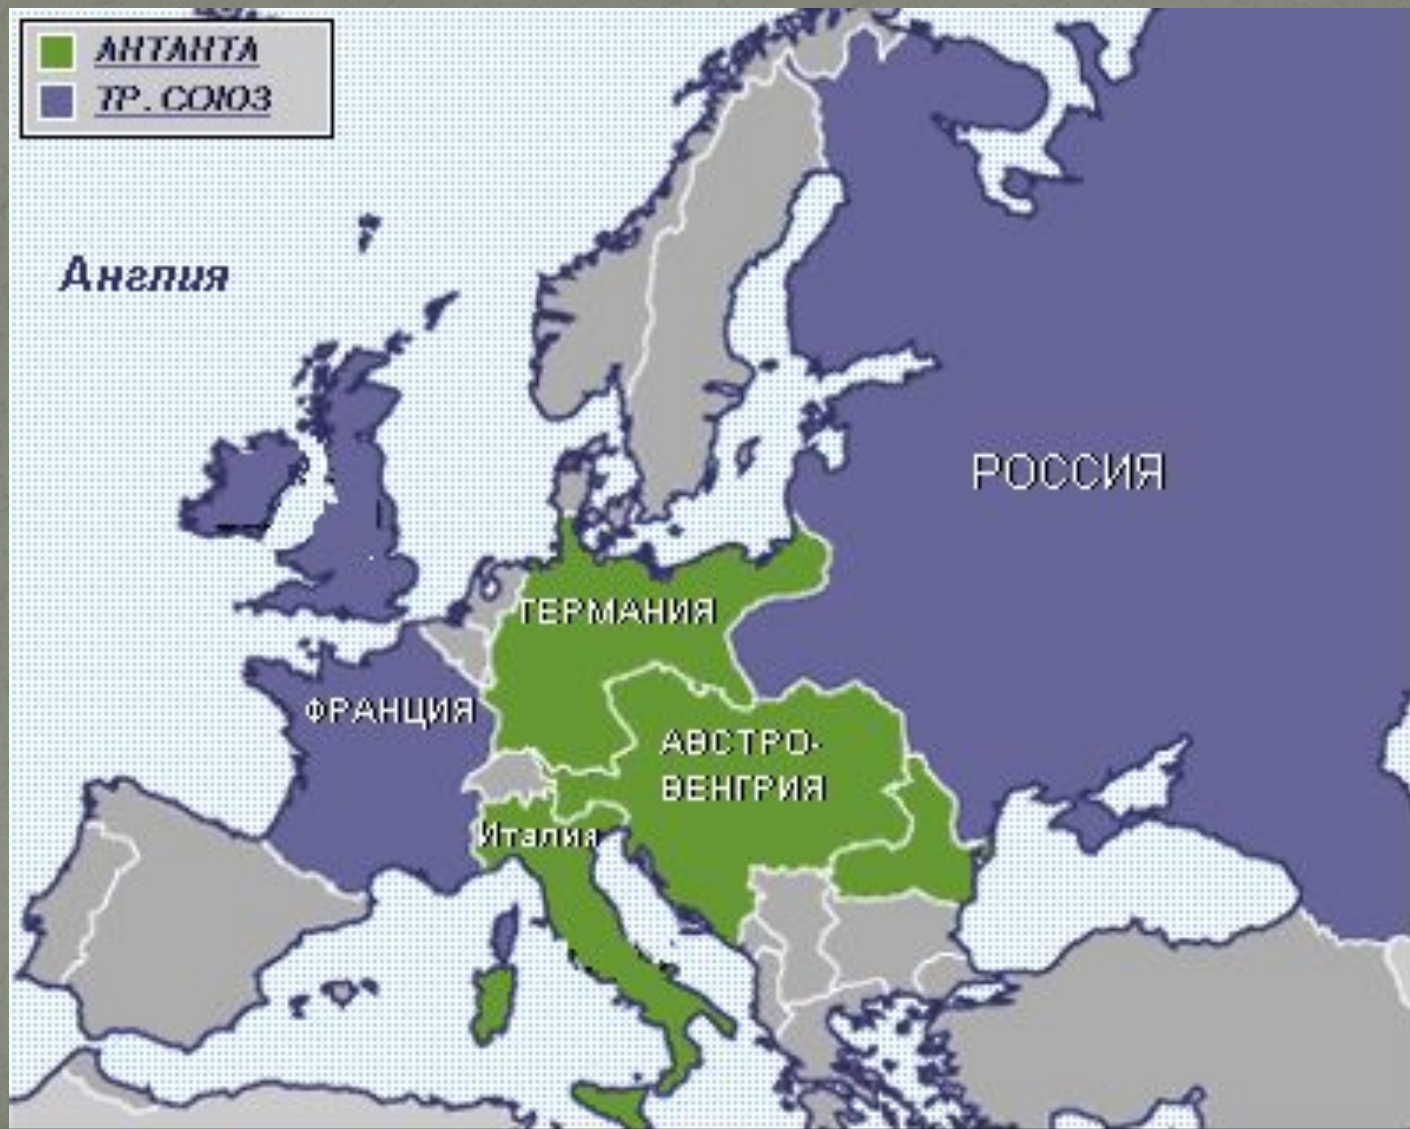 АНТАНТА
ТР. СОЮЗ
Англия
РОССИЯ
ГЕРМАНИЯ
ФРАНЦИЯ
АВСТРО-
ВЕНГРИЯ
Италия